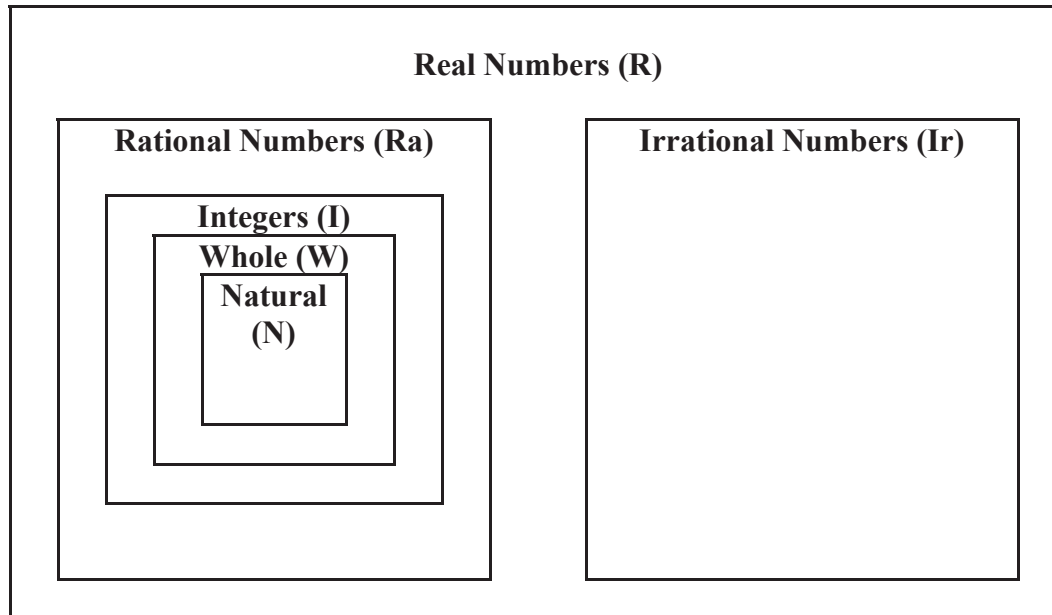 Real Numbers (R)
Rational Numbers (Ra)
Irrational Numbers (Ir)
Integers (I)
Whole (W)
Natural
(N)